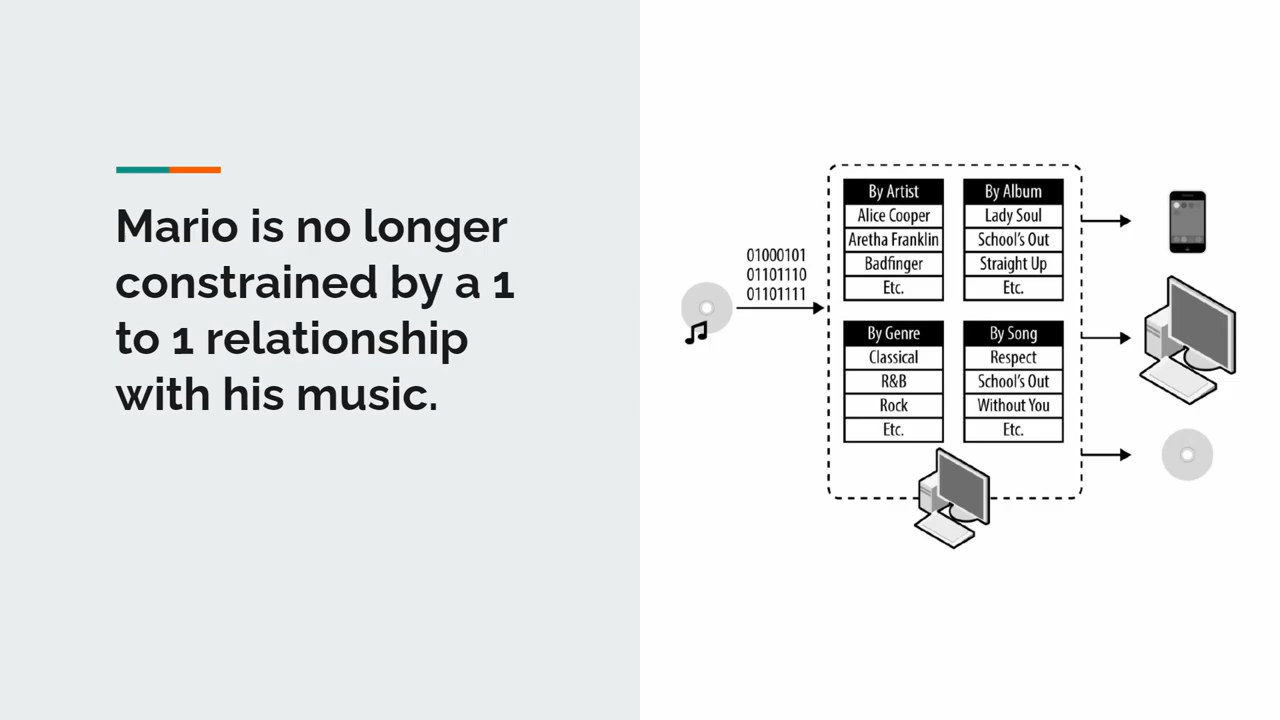 Mario is no longer
constrained by a 1
to 1 relationship
with his music.
01000101
01101110
01101111
By Artist
Alice Cooper
Aretha Franklin
Badfinger
Etc.
By Album
Lady Soul
School's Out
Straight Up
Etc.
By Genre
Classical
R&B
Rock
Etc.
By Song
Respect
School's Out
Without You
Etc.